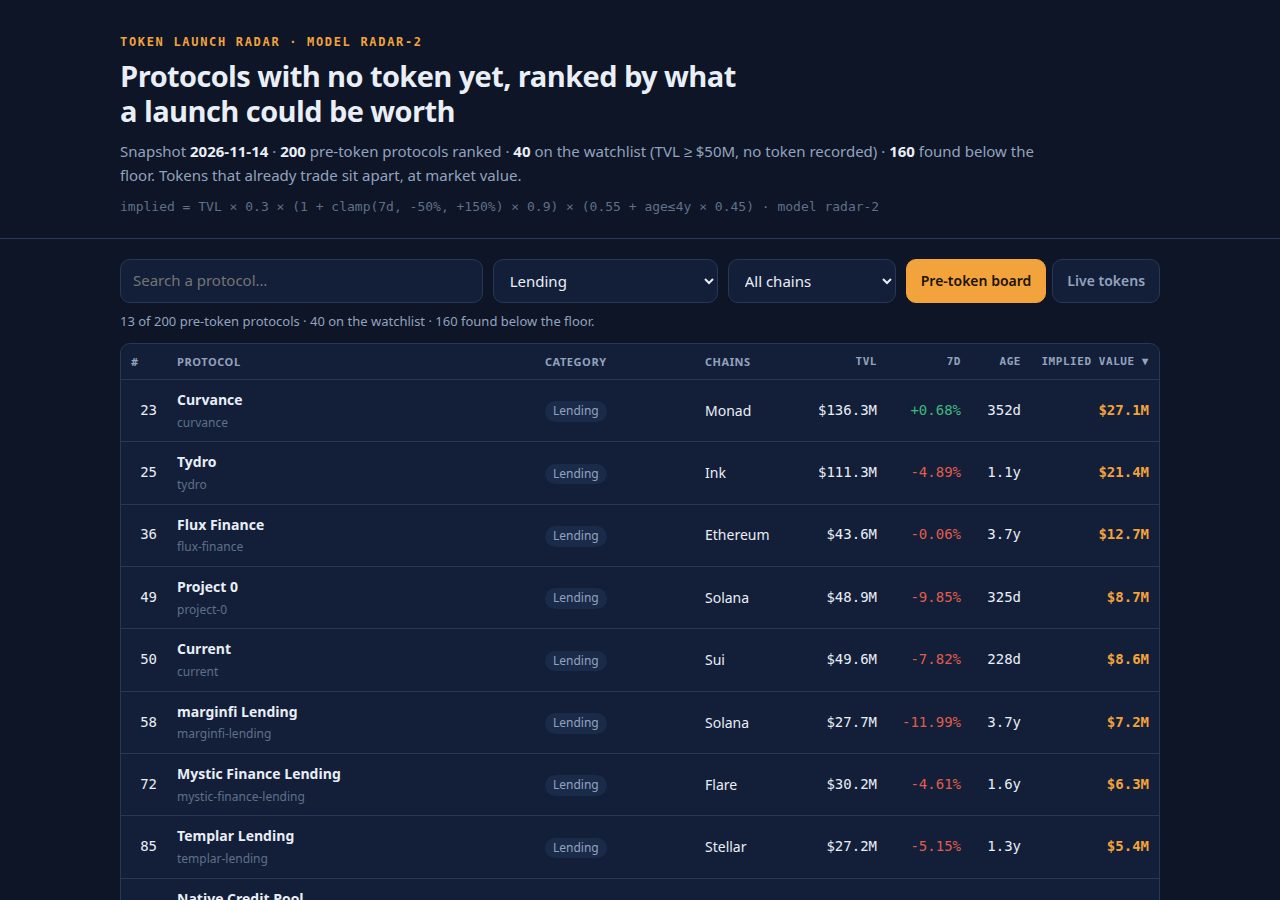 TOKEN LAUNCH RADAR · MODEL RADAR-2
Protocols with no token yet, ranked by what
a launch could be worth
Snapshot 2026-11-14 · 200 pre-token protocols ranked · 40 on the watchlist (TVL ≥ $50M, no token recorded) · 160 found below the
floor. Tokens that already trade sit apart, at market value.
implied = TVL × 0.3 × (1 + clamp(7d, -50%, +150%) × 0.9) × (0.55 + age≤4y × 0.45) · model radar-2
Search a protocol... Lending All chains Pre-token board Live tokens
13 of 200 pre-token protocols · 40 on the watchlist · 160 found below the floor.
# PROTOCOL CATEGORY CHAINS TVL 7D AGE IMPLIED VALUE ▼
23 Curvance Lending Monad $136.3M +0.68% 352d $27.1M
curvance
25 Tydro Lending Ink $111.3M -4.89% 1.1y $21.4M
tydro
36 Flux Finance Lending Ethereum $43.6M -0.06% 3.7y $12.7M
flux-finance
49 Project 0 Lending Solana $48.9M -9.85% 325d $8.7M
project-0
50 Current Lending Sui $49.6M -7.82% 228d $8.6M
current
58 marginfi Lending Lending Solana $27.7M -11.99% 3.7y $7.2M
marginfi-lending
72 Mystic Finance Lending Lending Flare $30.2M -4.61% 1.6y $6.3M
mystic-finance-lending
85 Templar Lending Lending Stellar $27.2M -5.15% 1.3y $5.4M
templar-lending
Native Credit Pool